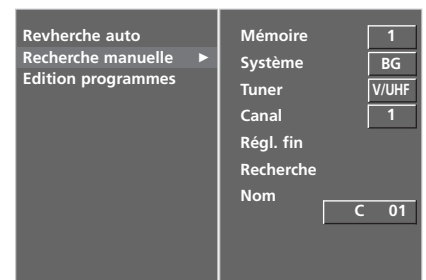 Revherche auto
Recherche manuelle ►
Edition programmes
Mémoire 1
Système BG
Tuner V/UHF
Canal 1
Régl. fin
Recherche
Nom
C 01